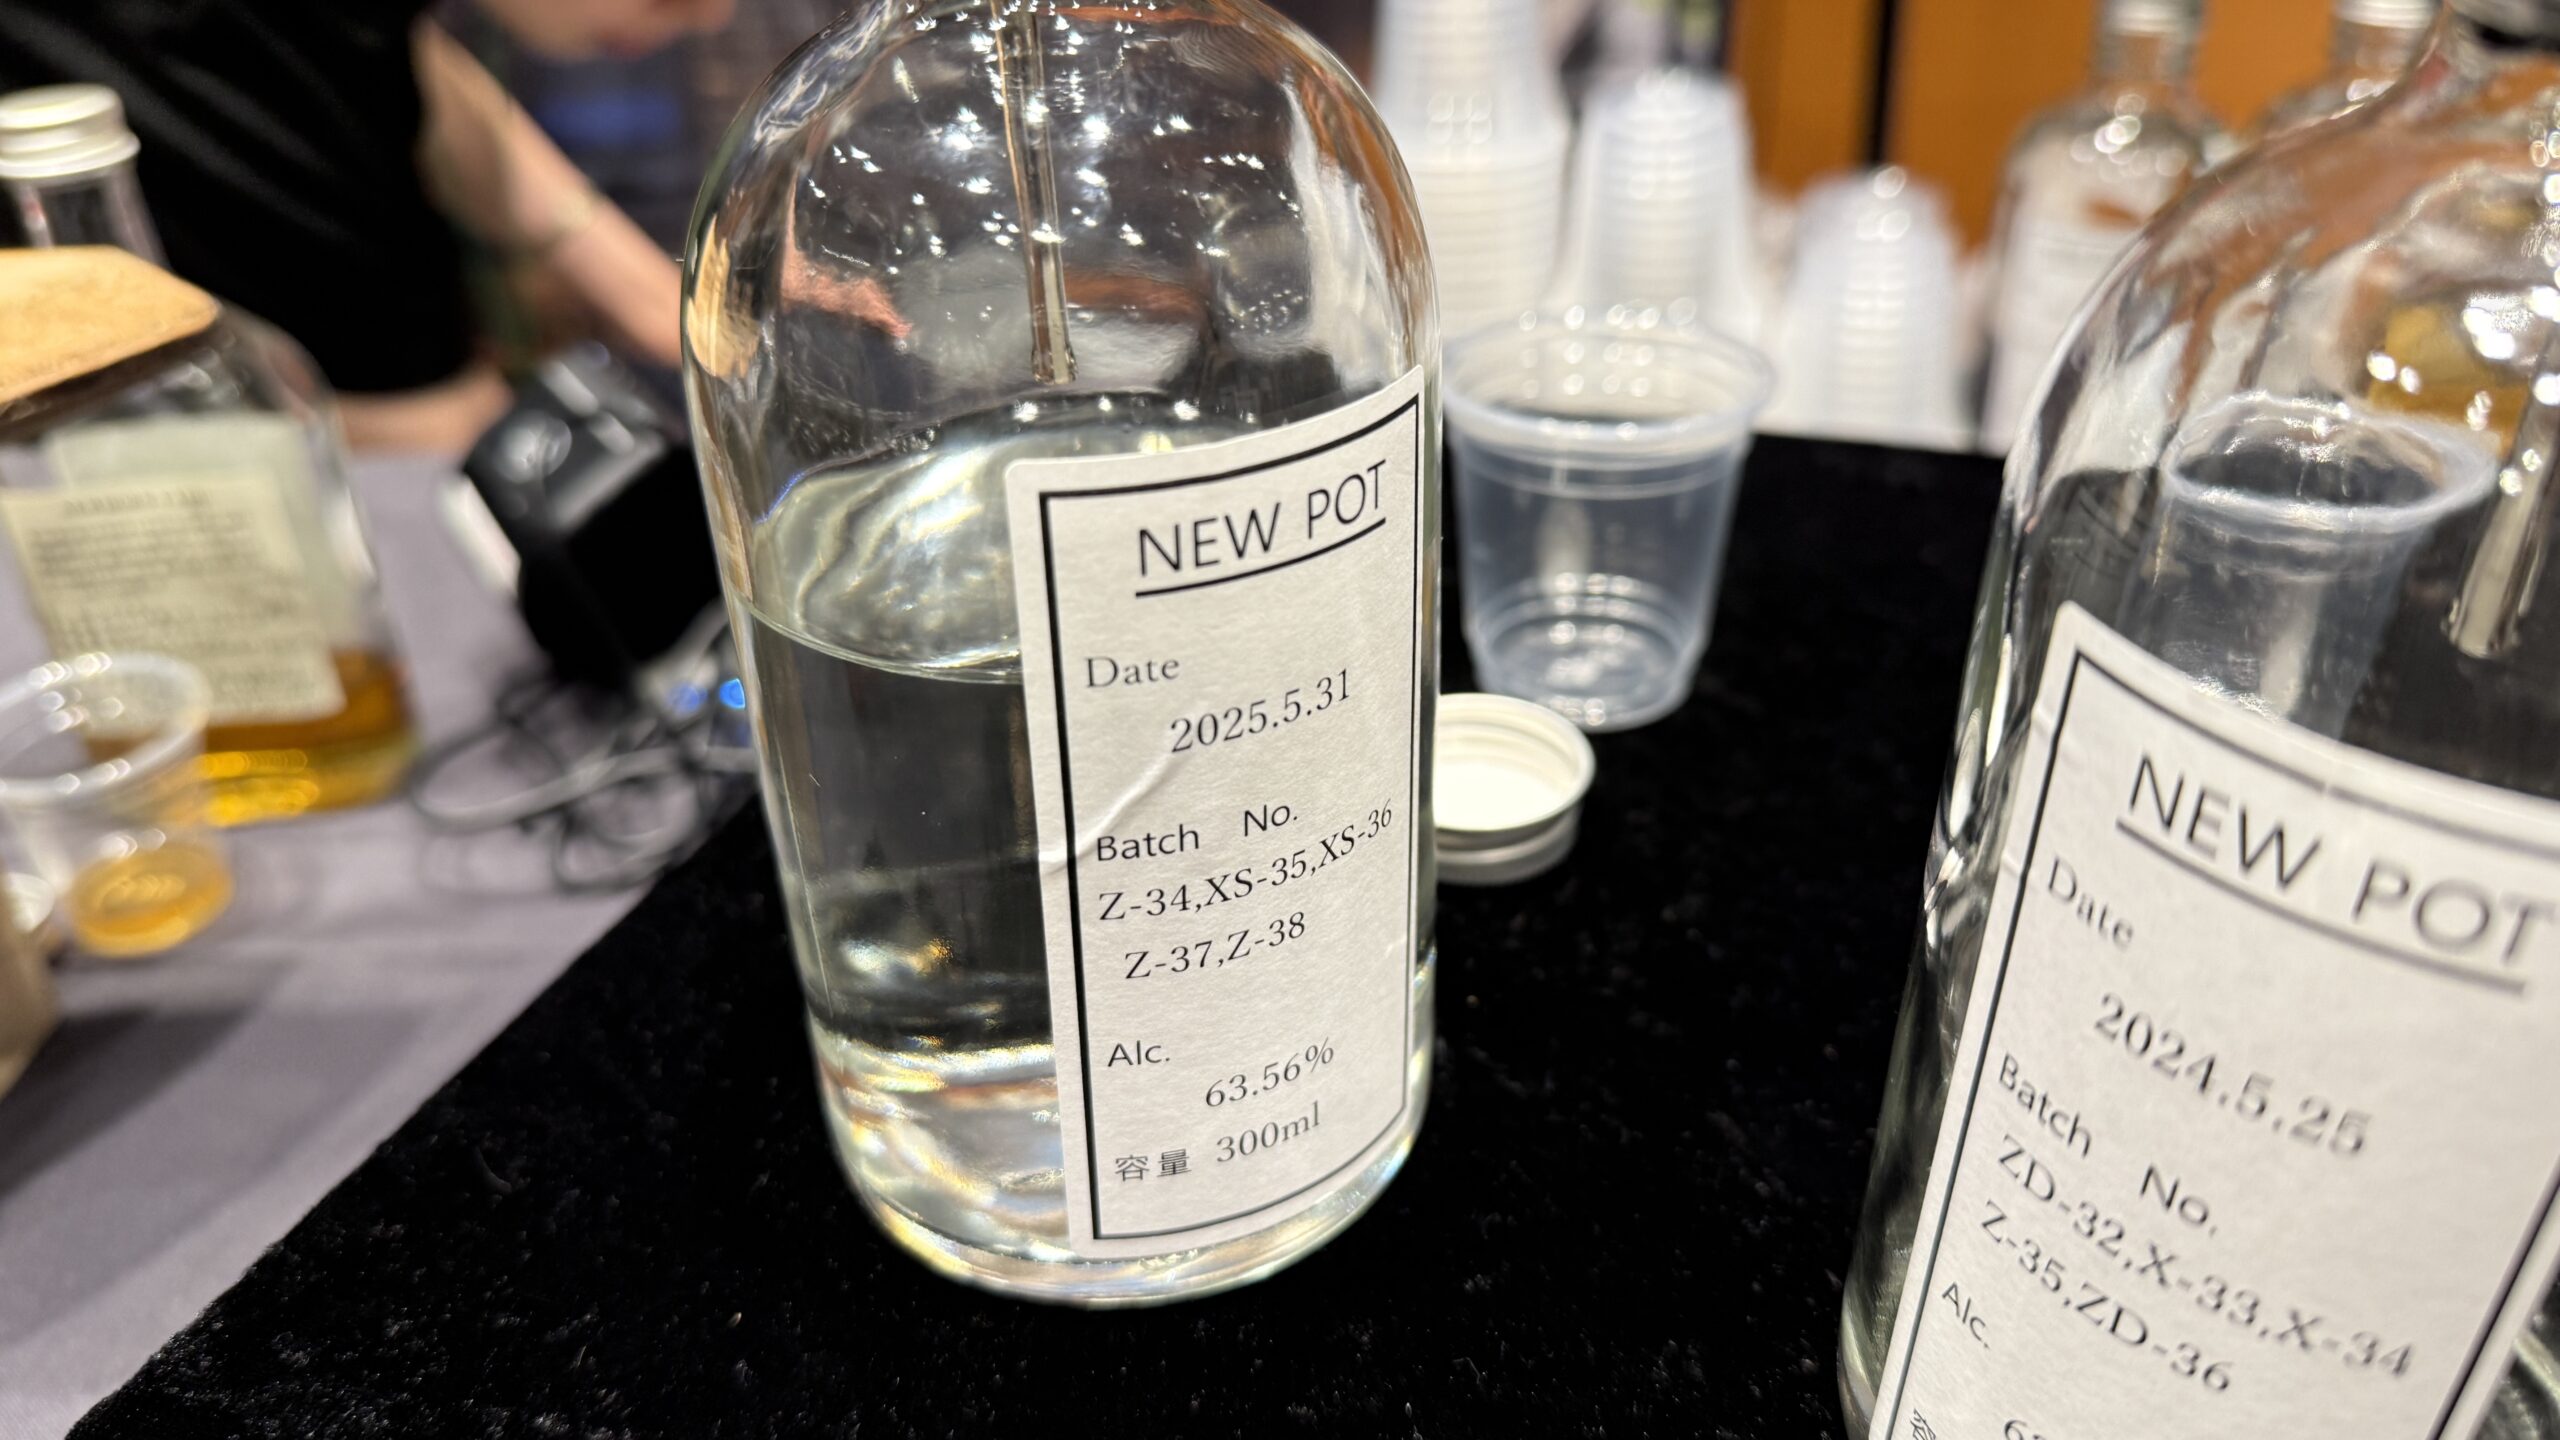 NEW POT
Date
2025.5.31
Batch No.
Z-34,XS-35,XS-36
Z-37,Z-38
Alc.
63.56%
容量 300ml
NEW POT
Date
2024.5.25
Batch No.
ZD-32,X-33,X-34
Z-35,ZD-36
Alc.